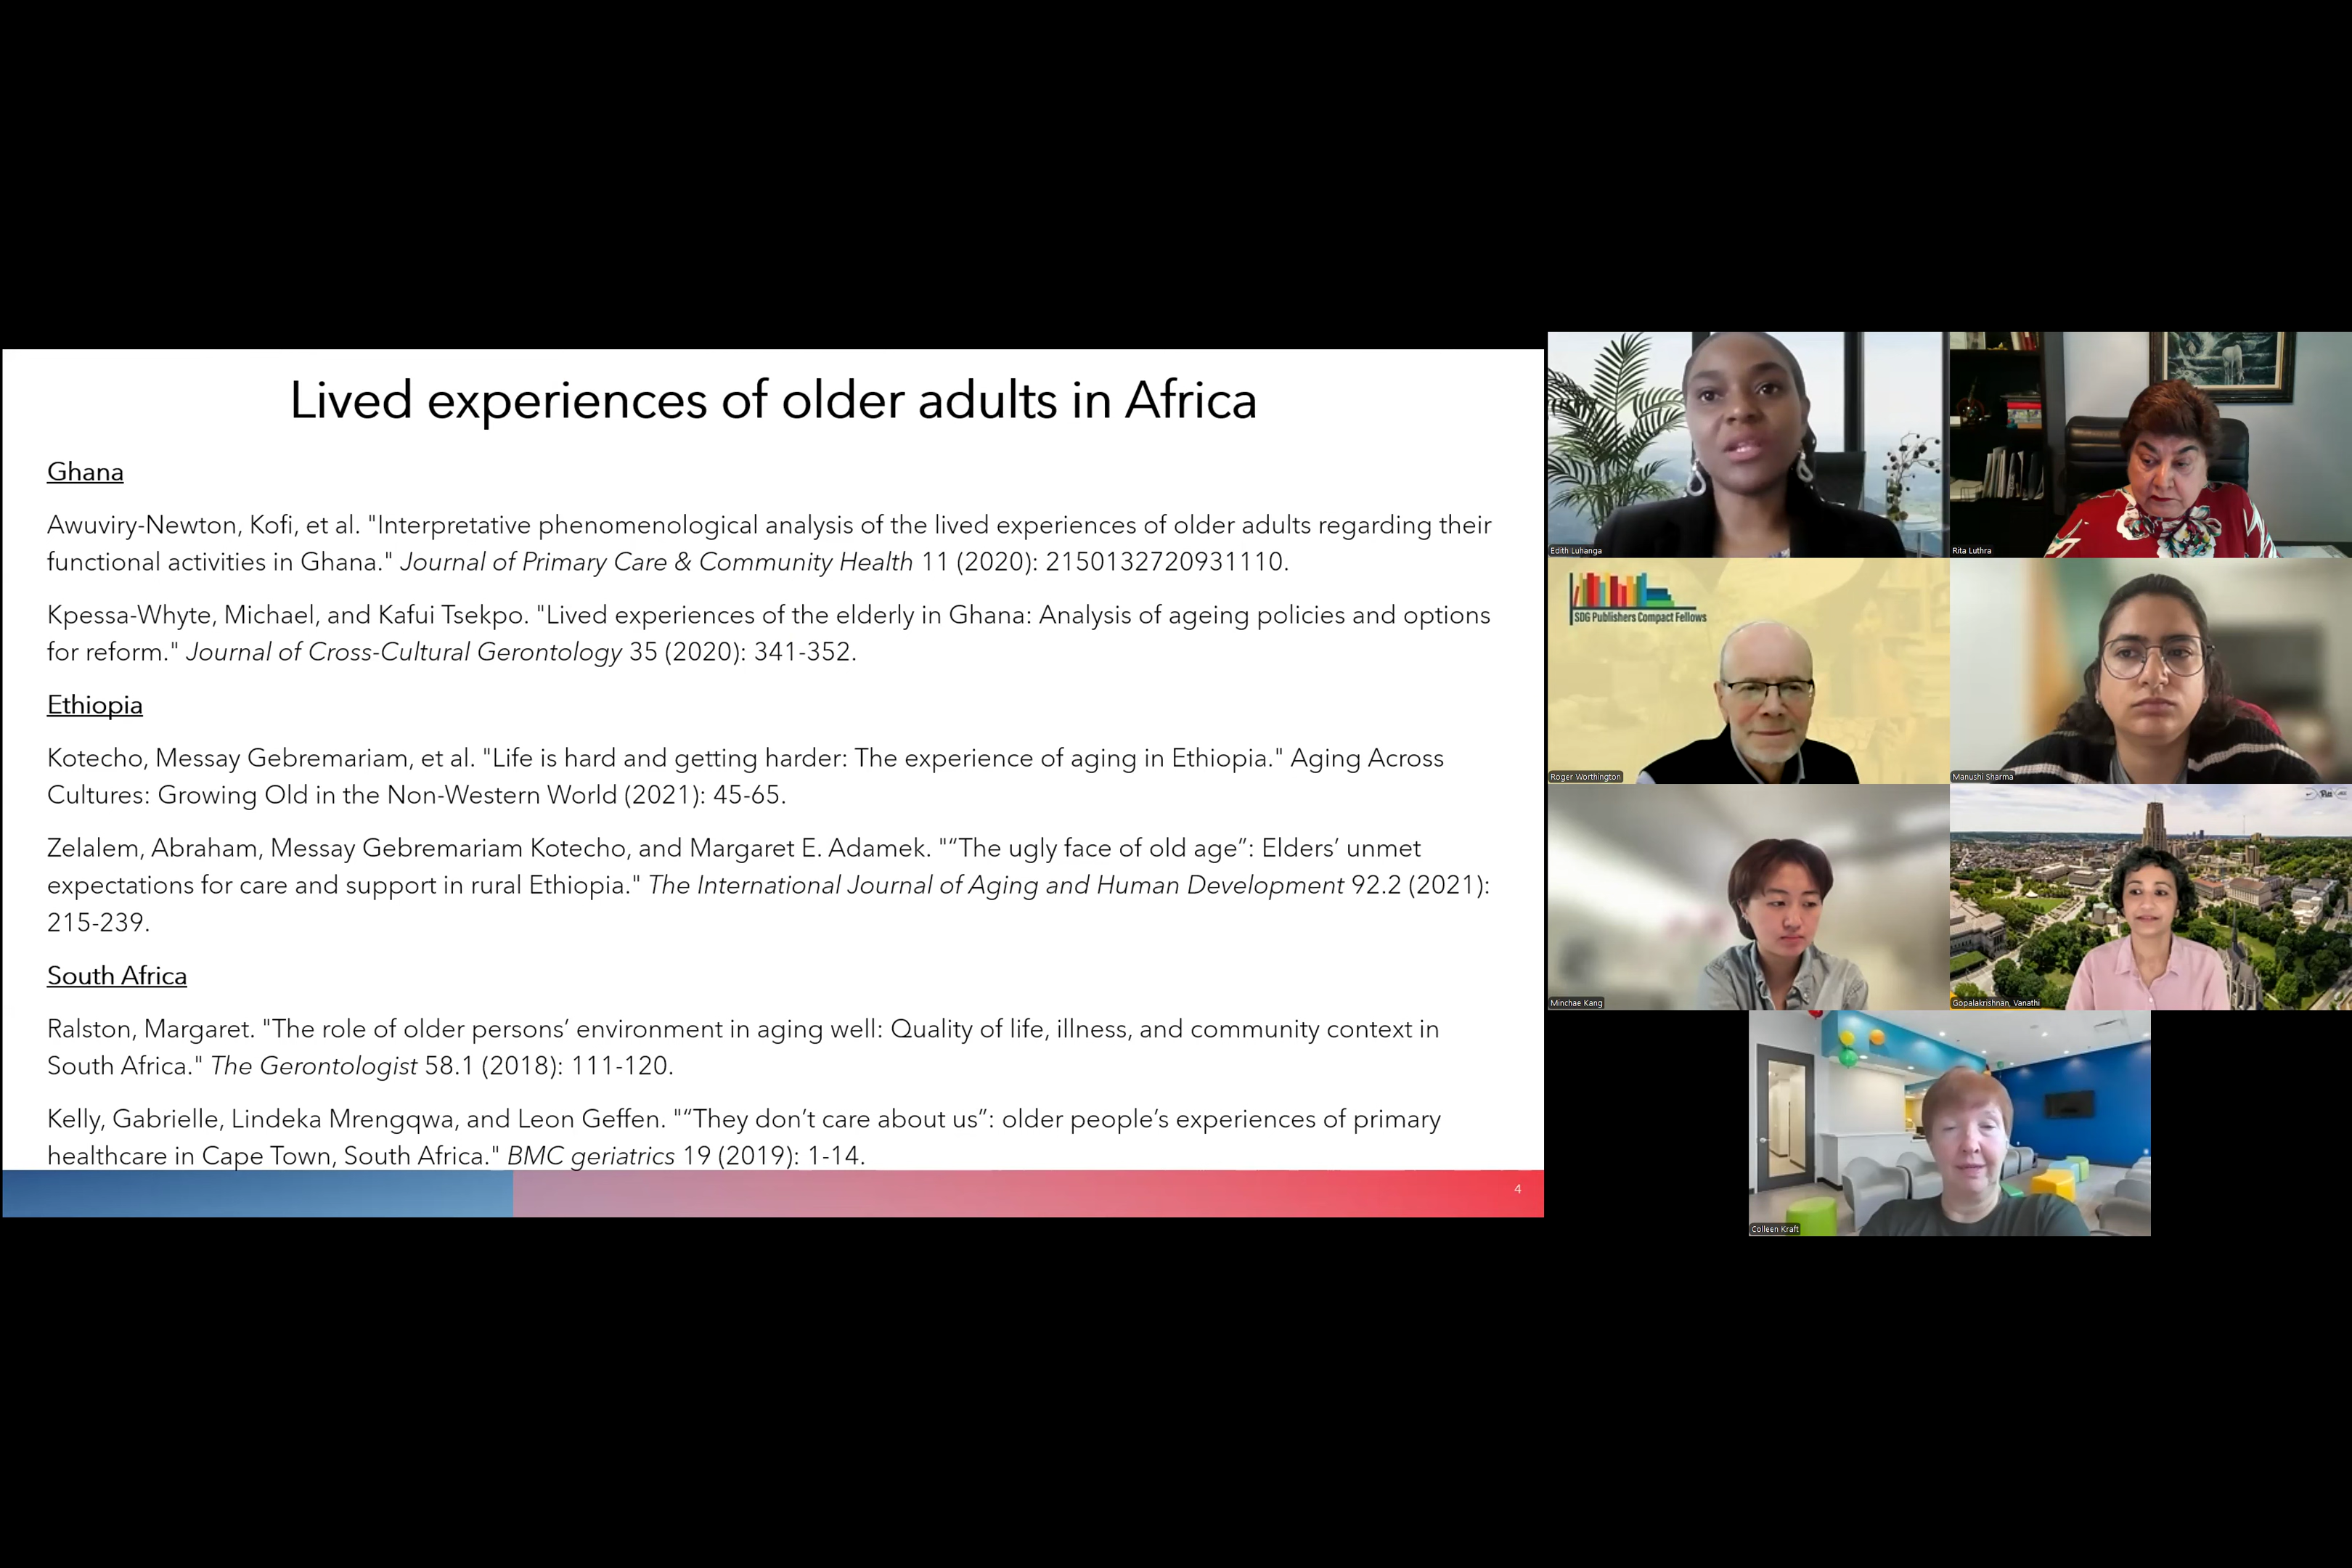 Lived experiences of older adults in Africa
Ghana
Awuviry-Newton, Kofi, et al. "Interpretative phenomenological analysis of the lived experiences of older adults regarding their
functional activities in Ghana." Journal of Primary Care & Community Health 11 (2020): 2150132720931110.
Kpessa-Whyte, Michael, and Kafui Tsekpo. "Lived experiences of the elderly in Ghana: Analysis of ageing policies and options
for reform." Journal of Cross-Cultural Gerontology 35 (2020): 341-352.
Ethiopia
Kotecho, Messay Gebremariam, et al. "Life is hard and getting harder: The experience of aging in Ethiopia." Aging Across
Cultures: Growing Old in the Non-Western World (2021): 45-65.
Zelalem, Abraham, Messay Gebremariam Kotecho, and Margaret E. Adamek. "“The ugly face of old age”: Elders’ unmet
expectations for care and support in rural Ethiopia." The International Journal of Aging and Human Development 92.2 (2021):
215-239.
South Africa
Ralston, Margaret. "The role of older persons’ environment in aging well: Quality of life, illness, and community context in
South Africa." The Gerontologist 58.1 (2018): 111-120.
Kelly, Gabrielle, Lindeka Mrengqwa, and Leon Geffen. "“They don’t care about us”: older people’s experiences of primary
healthcare in Cape Town, South Africa." BMC geriatrics 19 (2019): 1-14.
4
Edith Luhanga
Rita Luthra
SDG Publishers Compact Fellows
Roger Worthington
Manushi Sharma
Minchae Kang
Pitt
Gopalakrishnan, Vanathi
Colleen Kraft